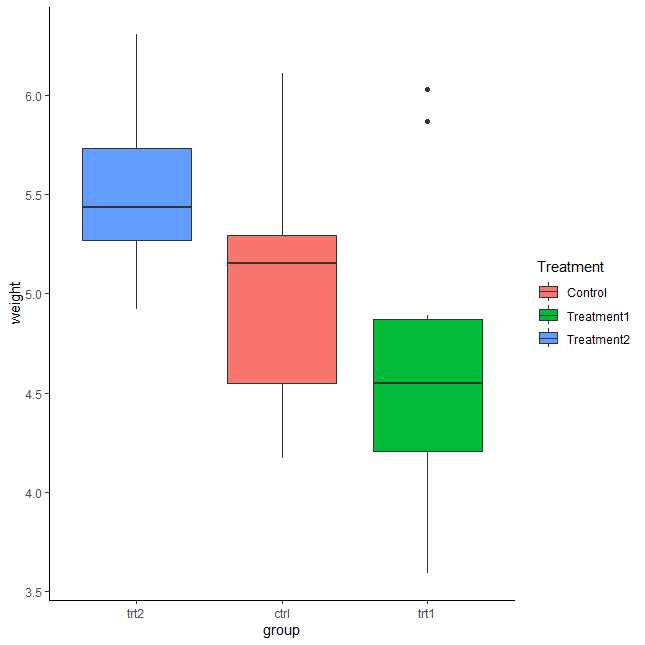 6.0
5.5
5.0
4.5
4.0
3.5
weight
trt2 ctrl trt1
group
Treatment
Control
Treatment1
Treatment2